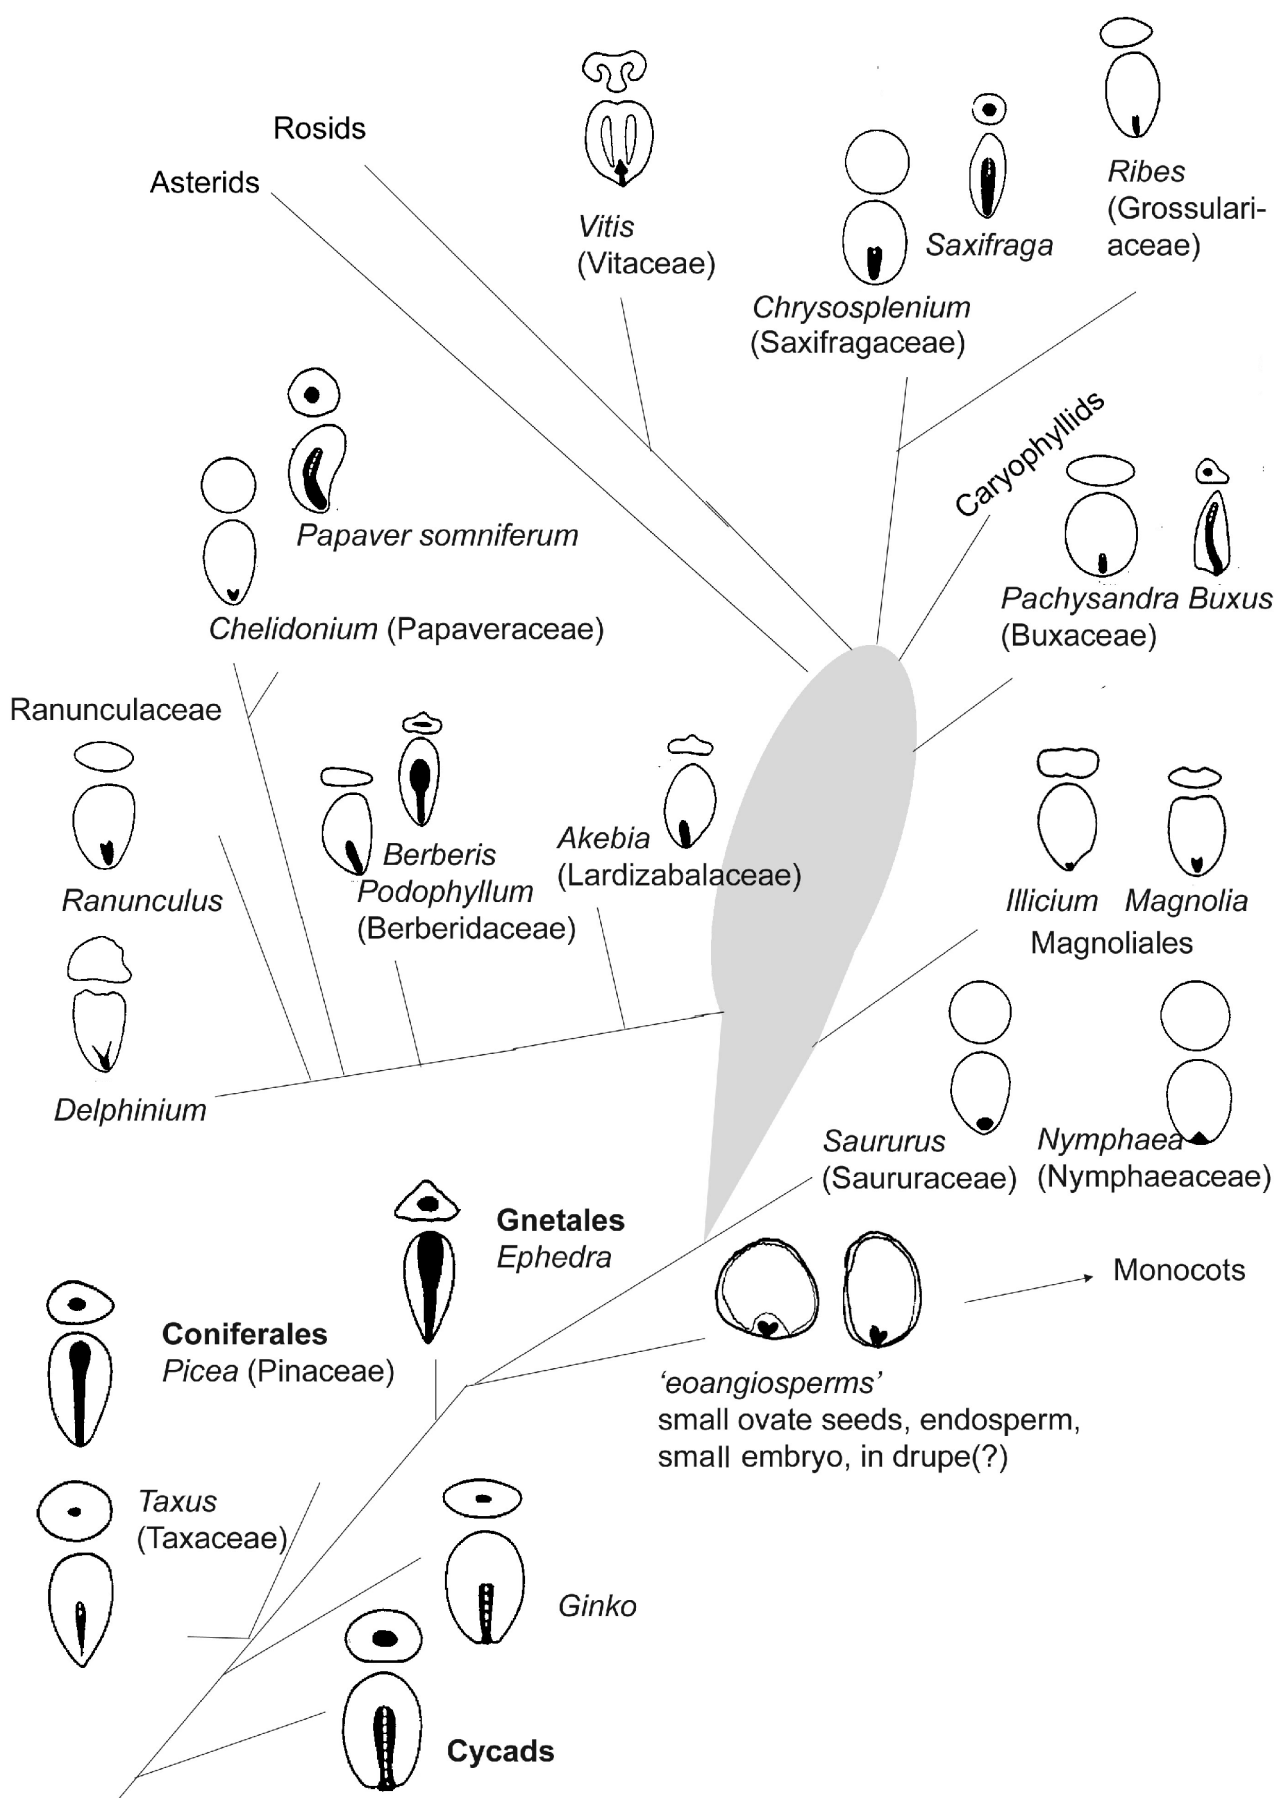 Rosids
Asterids
Vitis
(Vitaceae)
Ribes
(Grossulari-
aceae)
Saxifraga
Chrysosplenium
(Saxifragaceae)
Caryophyllids
Papaver somniferum
Chelidonium (Papaveraceae)
Pachysandra Buxus
(Buxaceae)
Ranunculaceae
Ranunculus
Berberis
Podophyllum
(Berberidaceae)
Akebia
(Lardizabalaceae)
Illicium Magnolia
Magnoliales
Delphinium
Saururus
(Saururaceae)
Nymphaea
(Nymphaeaceae)
Gnetales
Ephedra
Monocots
Coniferales
Picea (Pinaceae)
'eoangiosperms'
small ovate seeds, endosperm,
small embryo, in drupe(?)
Taxus
(Taxaceae)
Ginko
Cycads